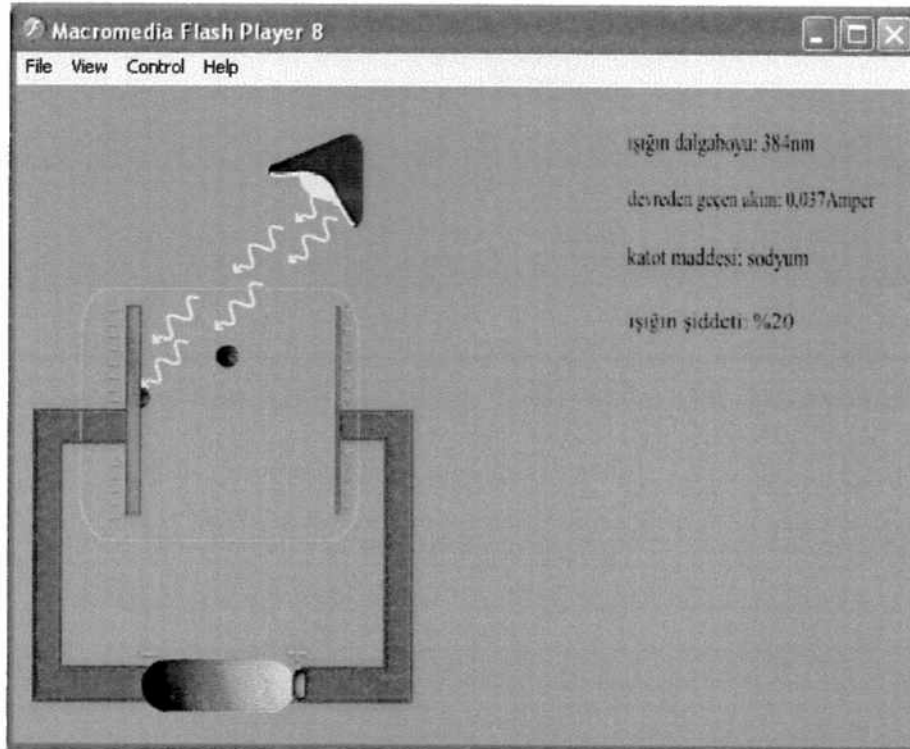 Macromedia Flash Player 8
File View Control Help
ışığın dalgaboyu: 384nm
devreden geçen akım: 0,037Amper
katot maddesi: sodyum
ışığın şiddeti: %20